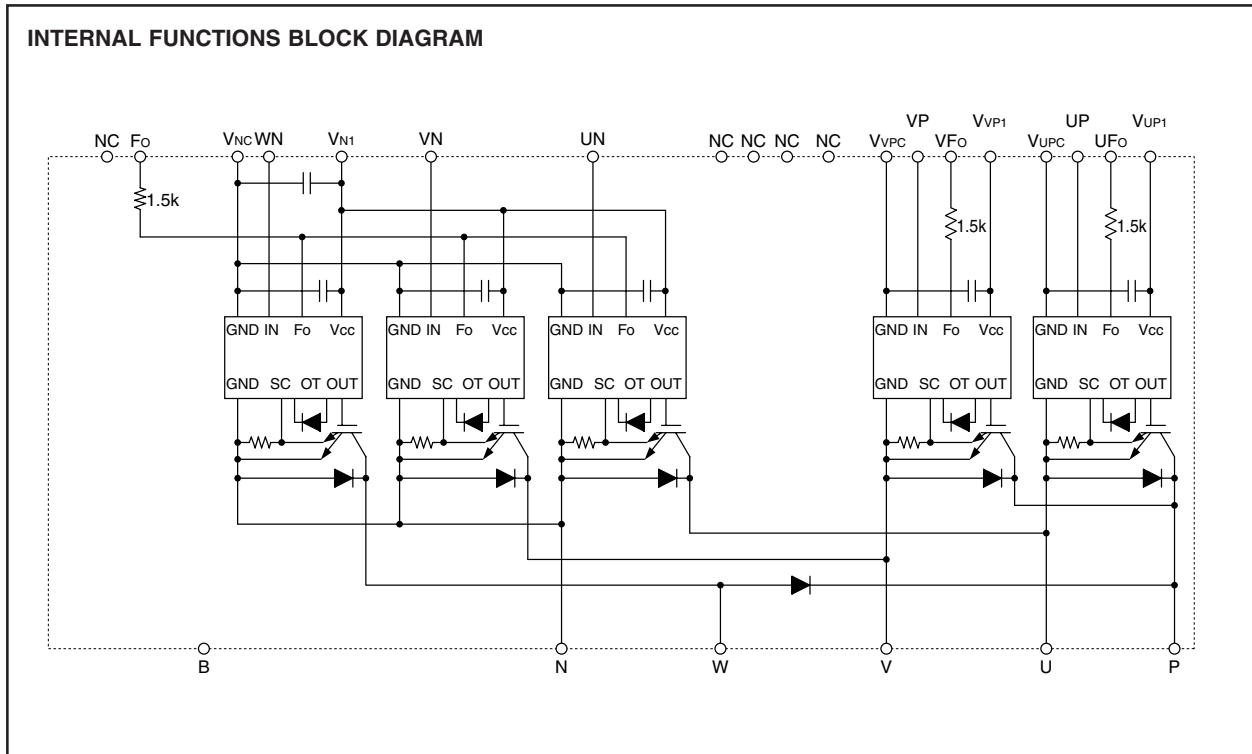 INTERNAL FUNCTIONS BLOCK DIAGRAM
VP VVP1 UP VUP1
NC FO VNC WN VN1 VN UN NC NC NC NC VVPC VFO VUPC UFO
1.5k 1.5k 1.5k
GND IN FO VCC GND IN FO VCC GND IN FO VCC GND IN FO VCC GND IN FO VCC
GND SC OT OUT GND SC OT OUT GND SC OT OUT GND SC OT OUT GND SC OT OUT
B N W V U P